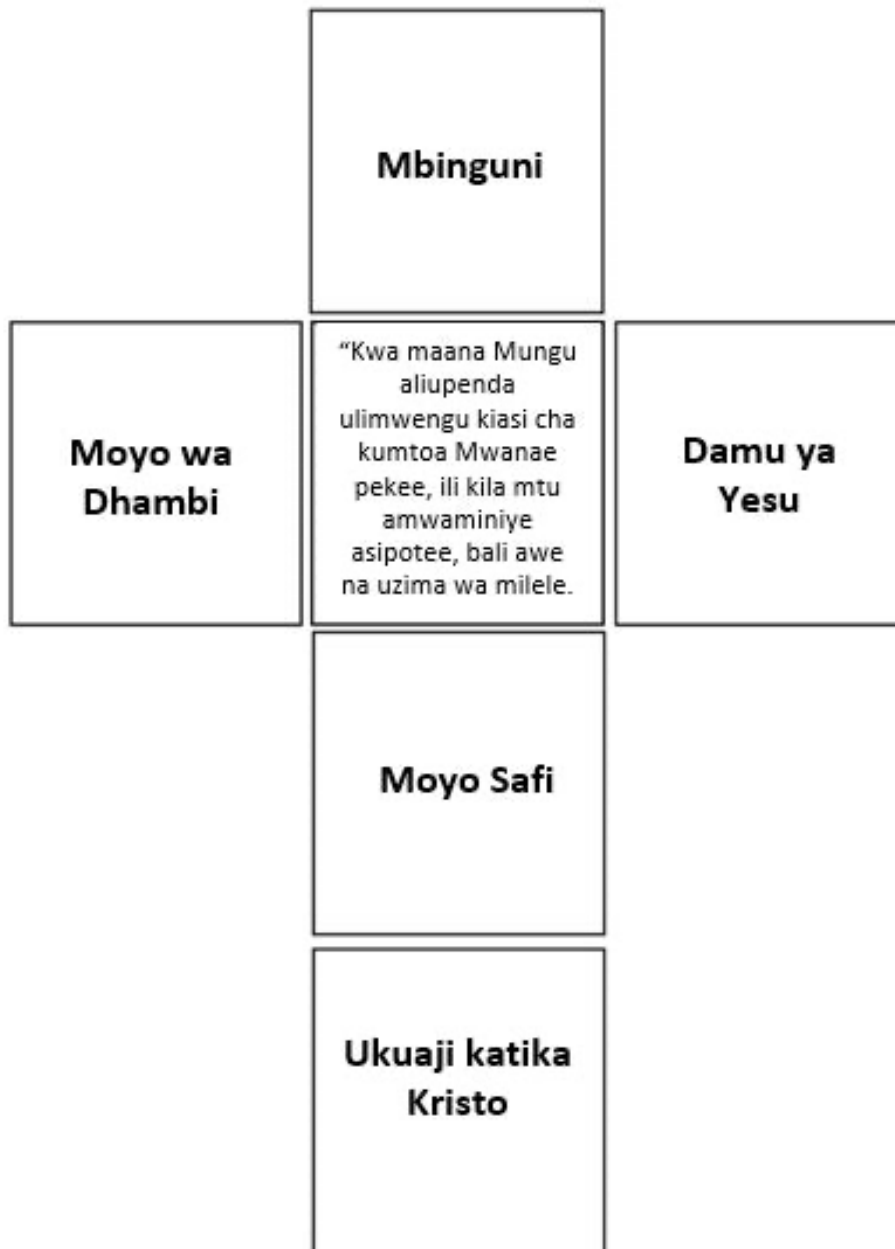 Mbinguni
Moyo wa
Dhambi
“Kwa maana Mungu
aliupenda
ulimwengu kiasi cha
kumtoa Mwanae
pekee, ili kila mtu
amwaminiye
asipotee, bali awe
na uzima wa milele.
Damu ya
Yesu
Moyo Safi
Ukuaji katika
Kristo